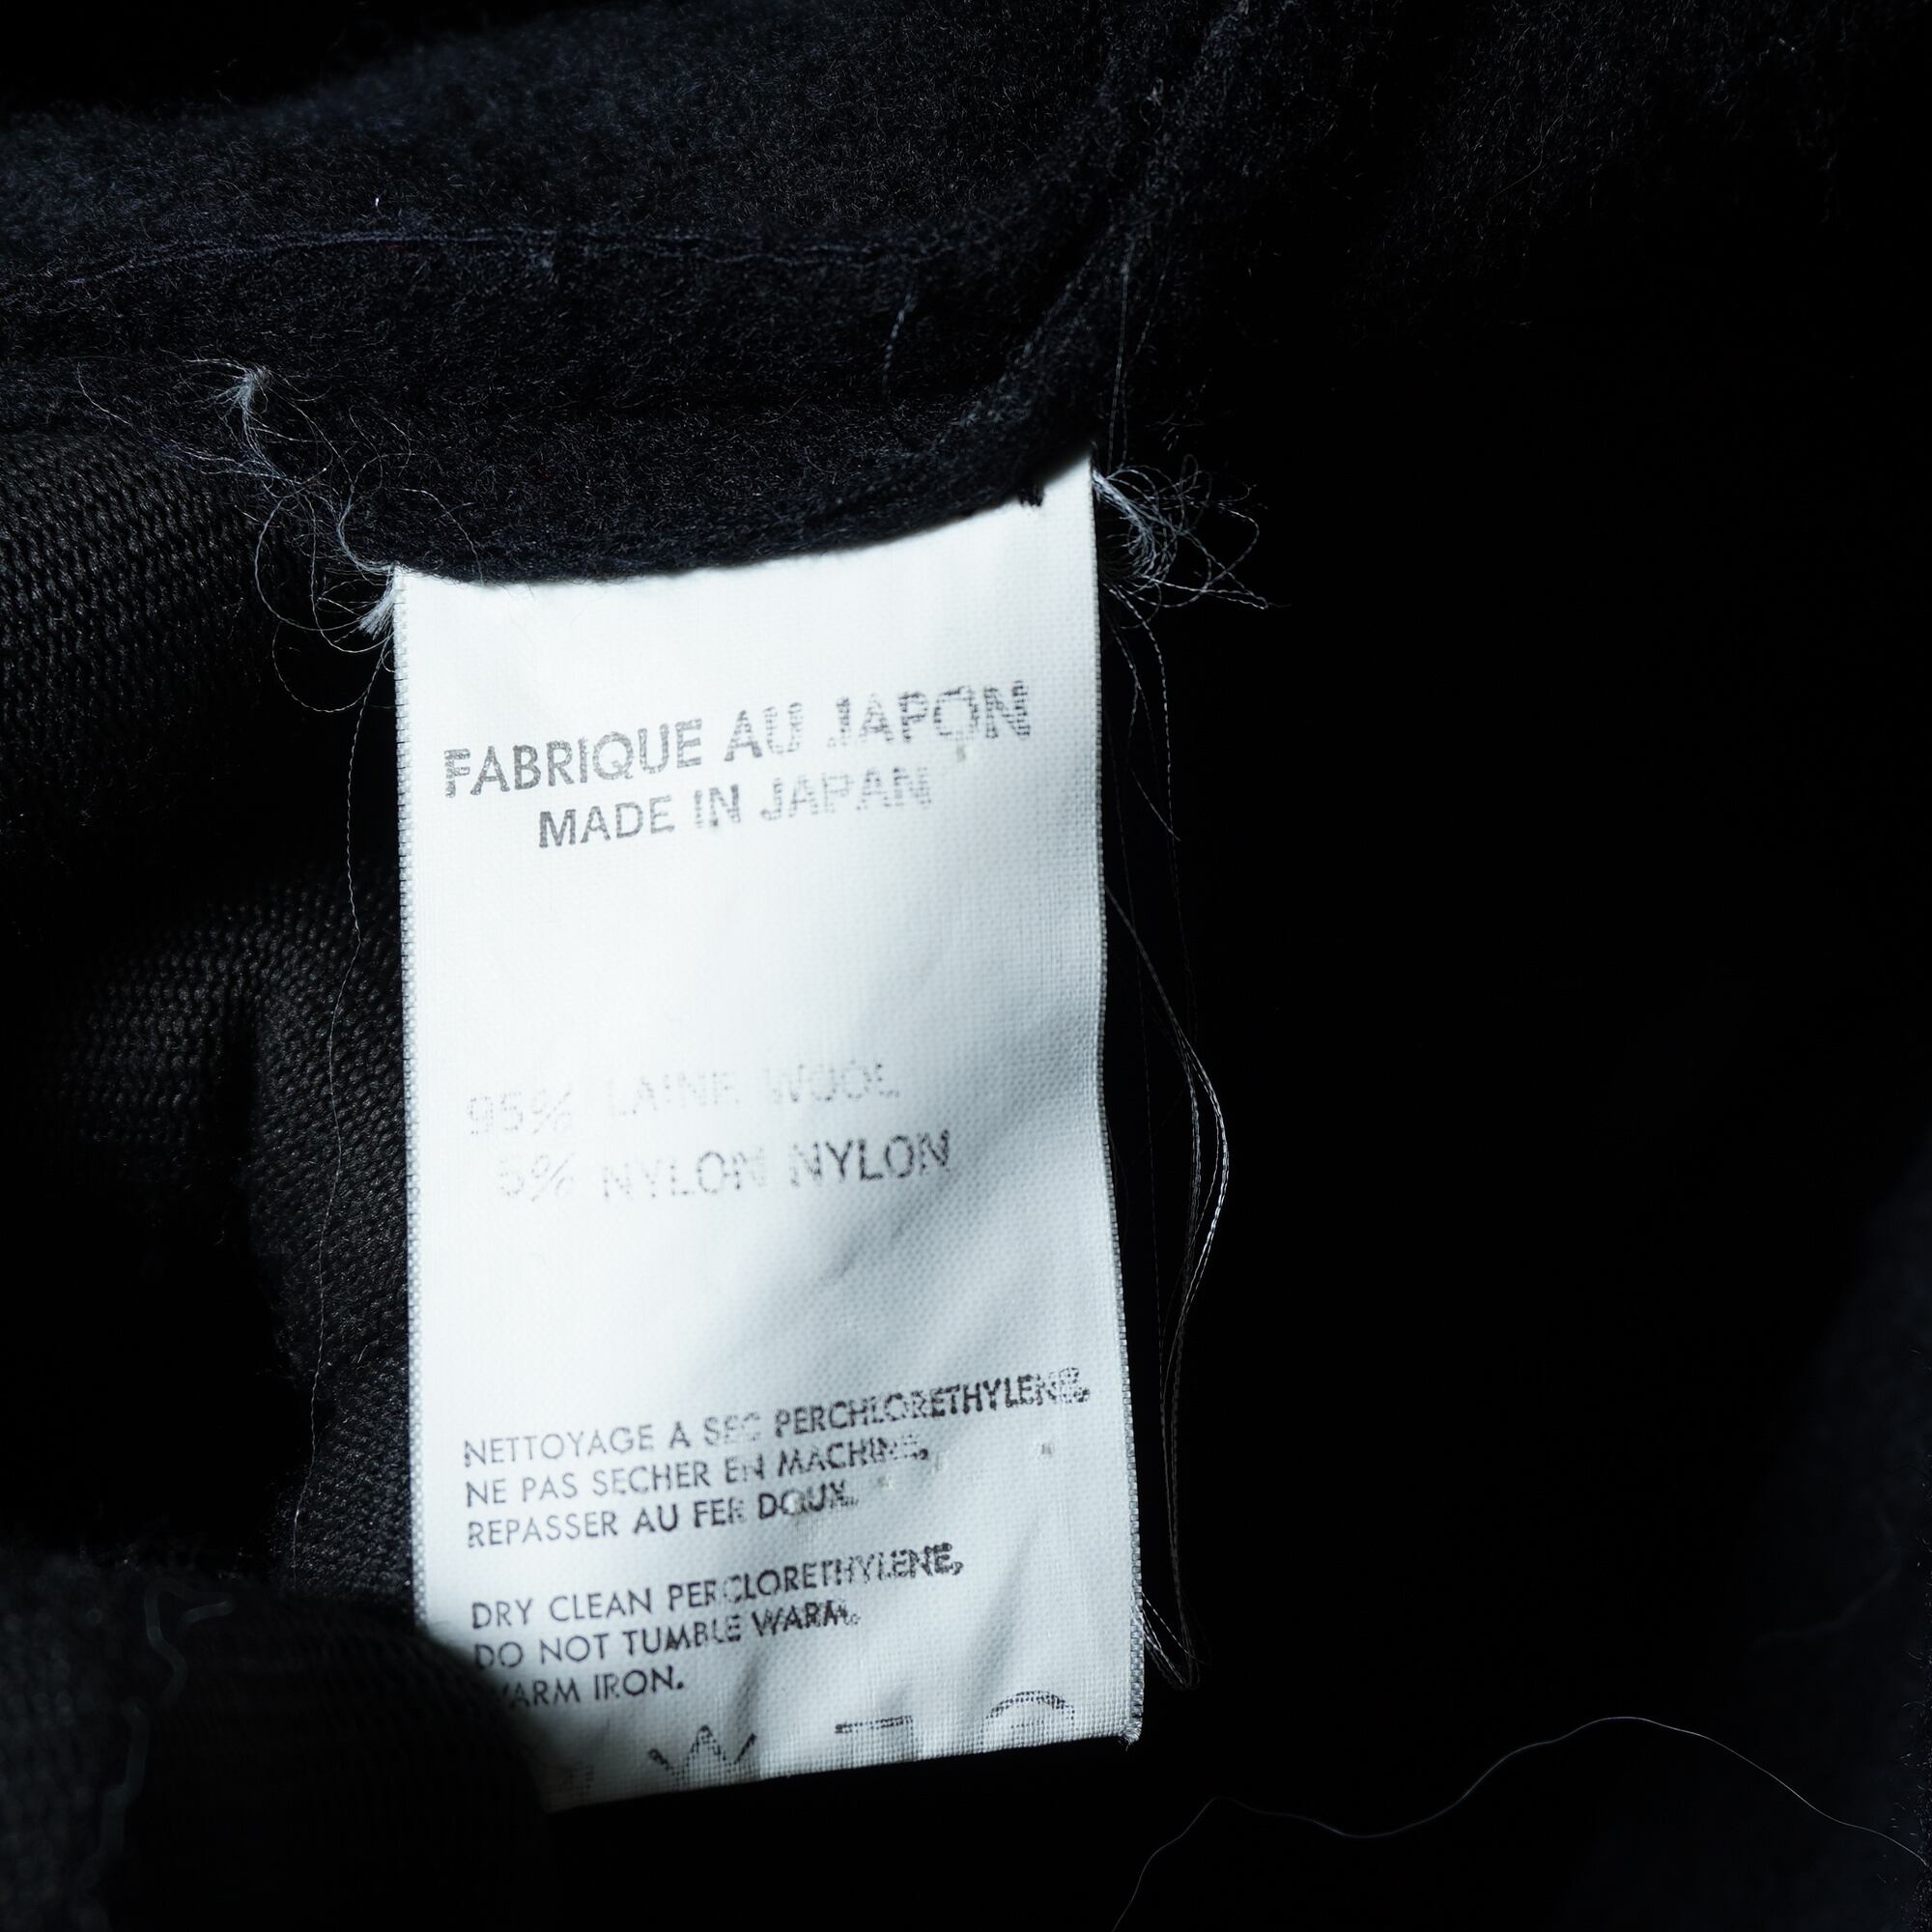 FABRIQUE AU JAPON
MADE IN JAPAN
95% LAINE WOOL
5% NYLON NYLON
NETTOYAGE A SEC PERCHLORETHYLENE,
NE PAS SECHER EN MACHINE,
REPASSER AU FER DOUX.
DRY CLEAN PERCLORETHYLENE,
DO NOT TUMBLE WARM.
WARM IRON.